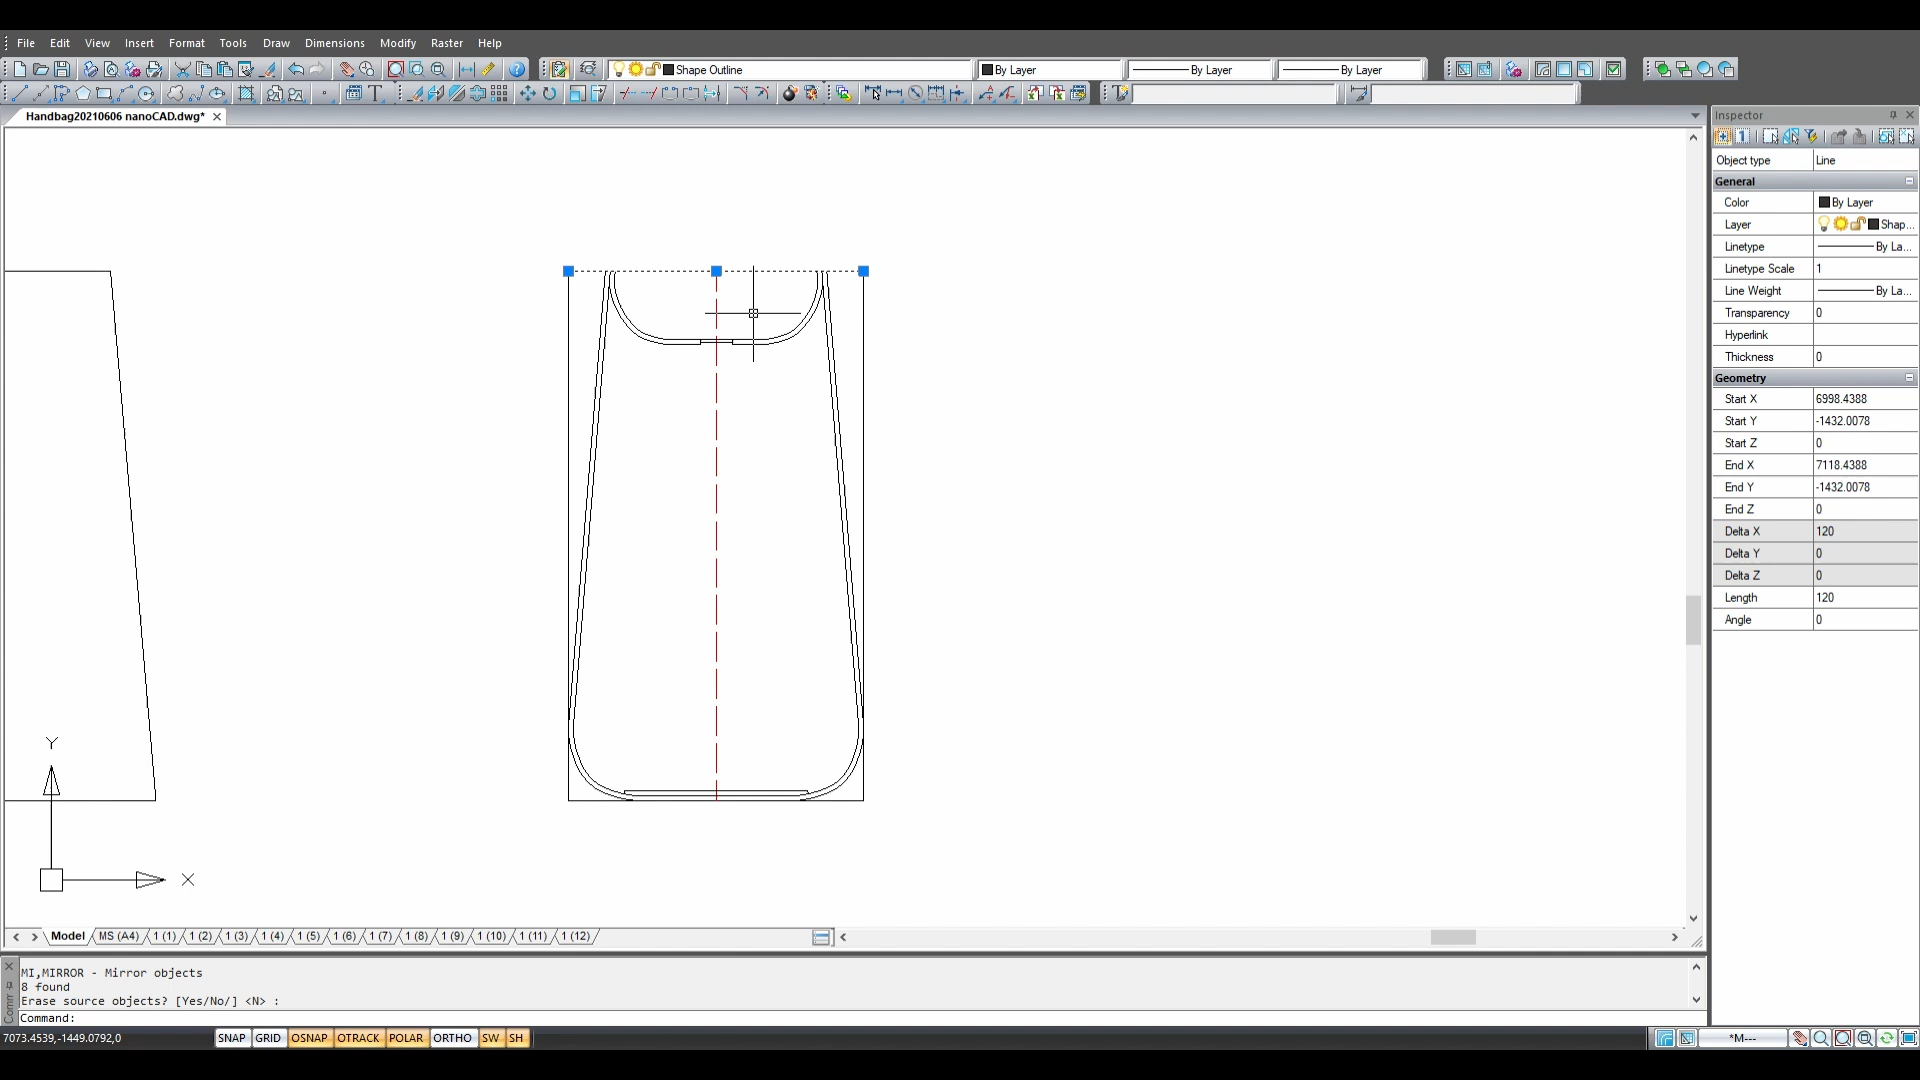 File Edit View Insert Format Tools Draw Dimensions Modify Raster Help
Shape Outline By Layer By Layer By Layer
Handbag20210606 nanoCAD.dwg*
Inspector
Object type Line
General
Color By Layer
Layer Shap...
Linetype By La...
Linetype Scale 1
Line Weight By La...
Transparency 0
Hyperlink
Thickness 0
Geometry
Start X 6998.4388
Start Y -1432.0078
Start Z 0
End X 7118.4388
End Y -1432.0078
End Z 0
Delta X 120
Delta Y 0
Delta Z 0
Length 120
Angle 0
Y
X
Model MS (A4) 1 (1) 1 (2) 1 (3) 1 (4) 1 (5) 1 (6) 1 (7) 1 (8) 1 (9) 1 (10) 1 (11) 1 (12)
MI,MIRROR - Mirror objects
8 found
Erase source objects? [Yes/No/] <N> :
Command:
7073.4539,-1449.0792,0 SNAP GRID OSNAP OTRACK POLAR ORTHO SW SH *M---